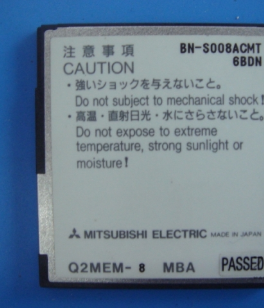 注意事項 BN-S008ACMT
6BDN
CAUTION
・強いショックを与えないこと。
Do not subject to mechanical shock!
・高温・直射日光・水にさらさないこと。
Do not expose to extreme
temperature, strong sunlight or
moisture!
MITSUBISHI ELECTRIC MADE IN JAPAN
Q2MEM-8 MBA PASSED